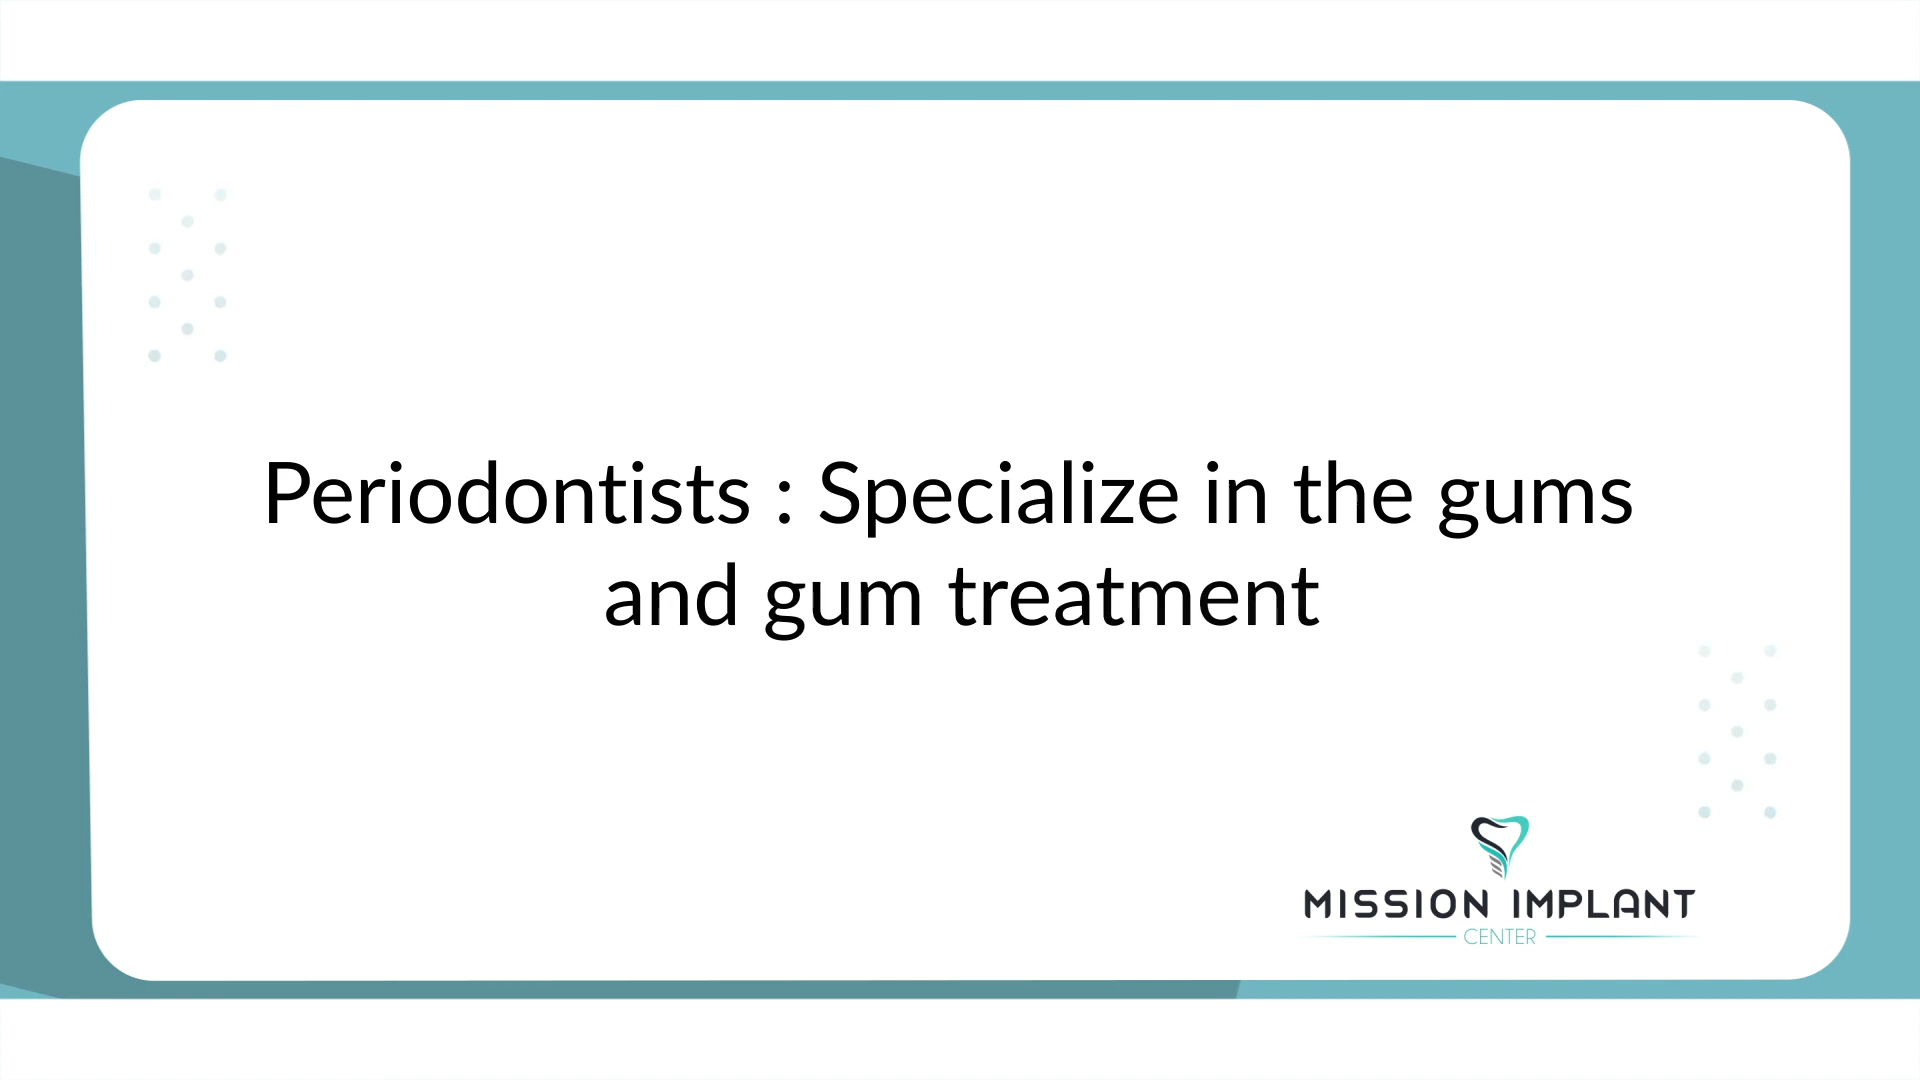 Periodontists : Specialize in the gums
and gum treatment
MISSION IMPLANT
CENTER